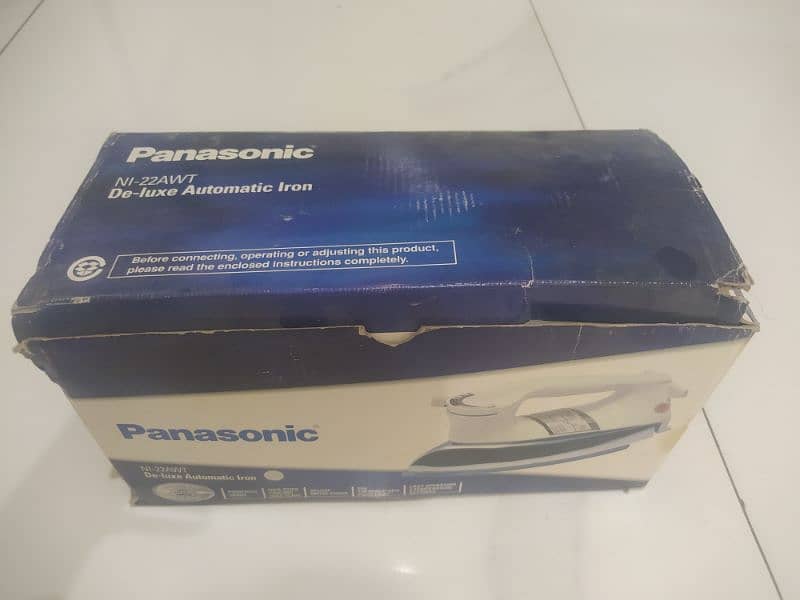 Panasonic
NI-22AWT
De-luxe Automatic Iron
Before connecting, operating or adjusting this product,
please read the enclosed instructions completely.
Panasonic
NI-22AWT
De-luxe Automatic Iron